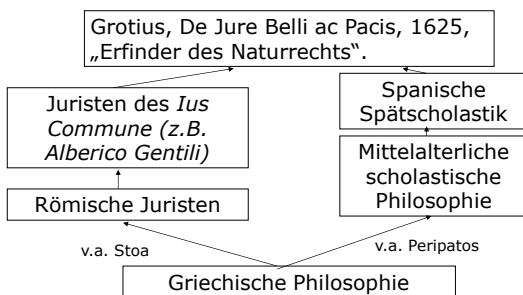 Grotius, De Jure Belli ac Pacis, 1625,
„Erfinder des Naturrechts“.
Juristen des Ius
Commune (z.B.
Alberico Gentili)
Spanische
Spätscholastik
Mittelalterliche
scholastische
Philosophie
Römische Juristen
v.a. Stoa
v.a. Peripatos
Griechische Philosophie